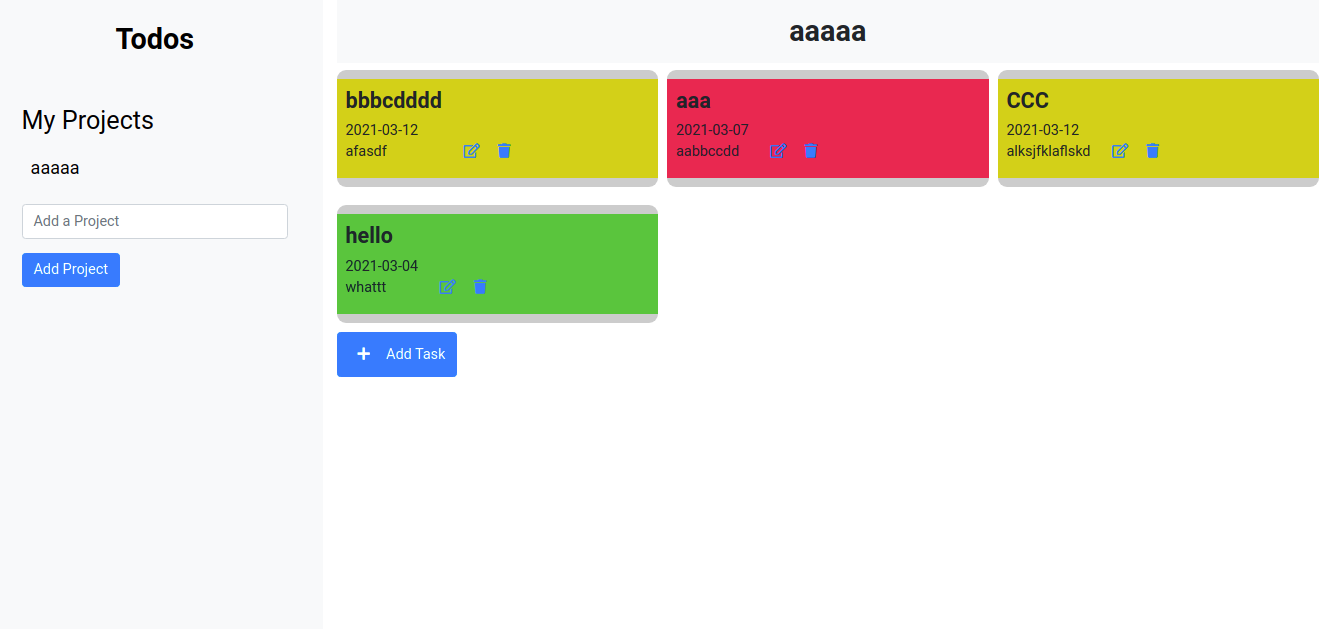 Todos
My Projects
aaaaa
Add a Project
Add Project
aaaaa
bbbcdddd
2021-03-12
afasdf
aaa
2021-03-07
aabbccdd
CCC
2021-03-12
alksjfklaflskd
hello
2021-03-04
whattt
Add Task